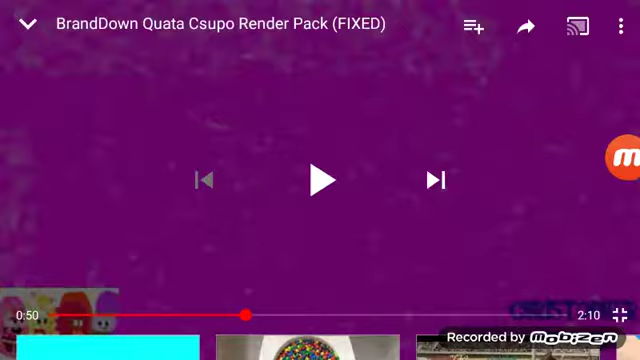 BrandDown Quata Csupo Render Pack (FIXED)
0:50
2:10
Recorded by
mobizen